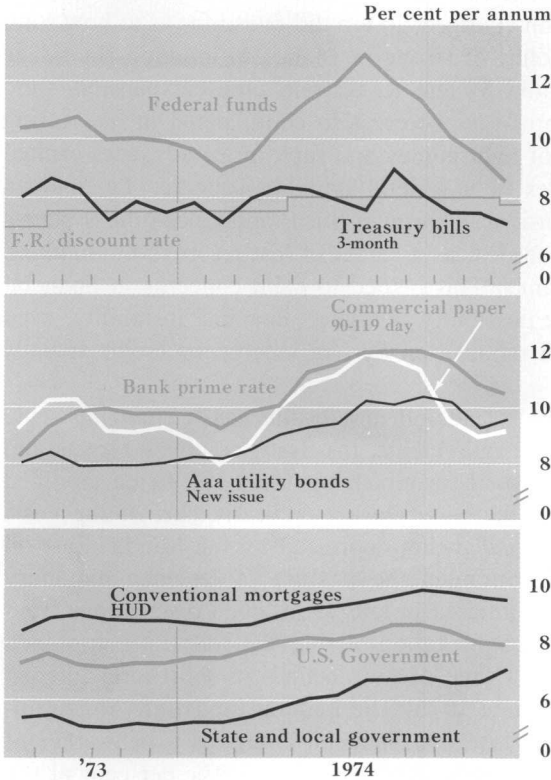 Per cent per annum
12
Federal funds
10
8
Treasury bills
3-month
F.R. discount rate
6
0
Commercial paper
90-119 day
12
Bank prime rate
10
8
Aaa utility bonds
New issue
0
10
Conventional mortgages
HUD
8
U.S. Government
6
State and local government
0
'73 1974